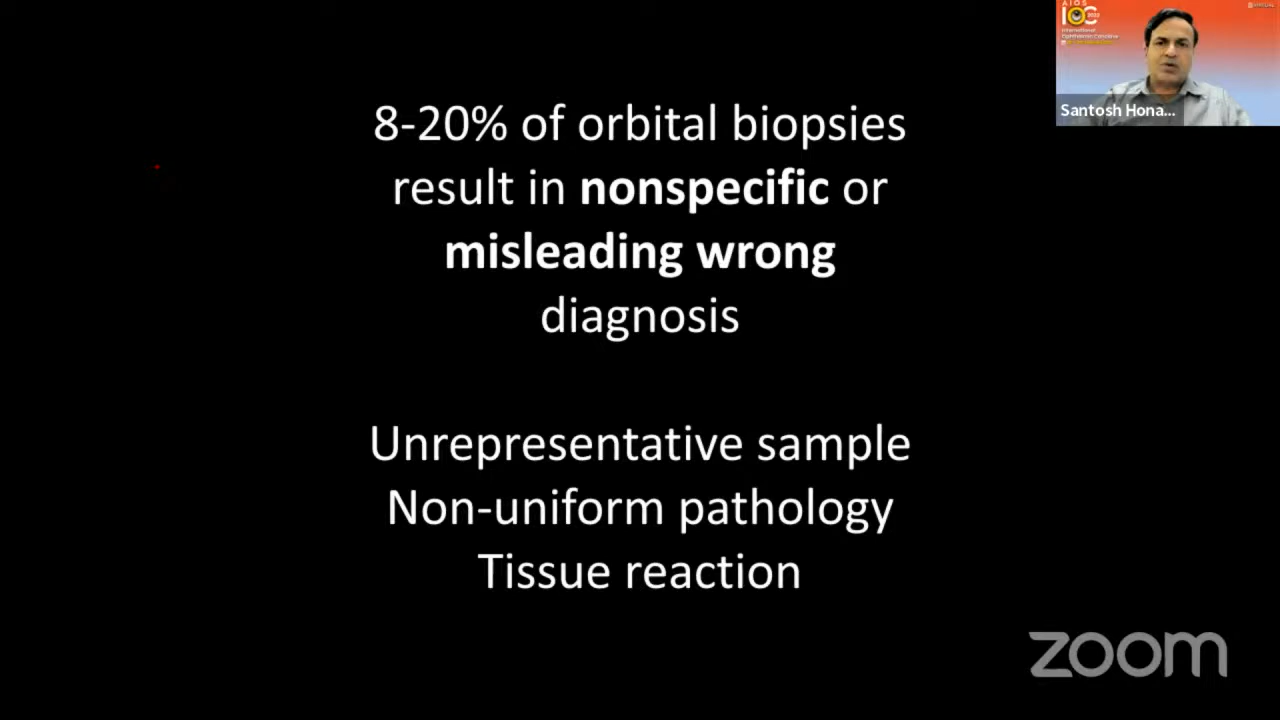 8-20% of orbital biopsies
result in nonspecific or
misleading wrong
diagnosis
Unrepresentative sample
Non-uniform pathology
Tissue reaction
AIOS
Santosh Hona...
zoom